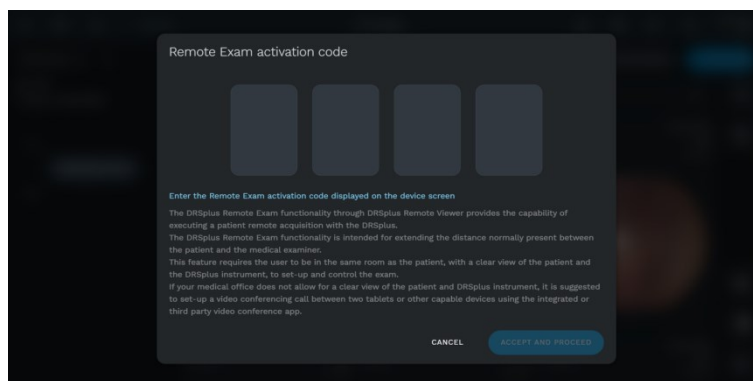 Remote Exam activation code
Enter the Remote Exam activation code displayed on the device screen
The DRSplus Remote Exam functionality through DRSplus Remote Viewer provides the capability of
executing a patient remote acquisition with the DRSplus.
The DRSplus Remote Exam functionality is intended for extending the distance normally present between
the patient and the medical examiner.
This feature requires the user to be in the same room as the patient, with a clear view of the patient and
the DRSplus instrument, to set-up and control the exam.
If your medical office does not allow for a clear view of the patient and DRSplus instrument, it is suggested
to set-up a video conferencing call between two tablets or other capable devices using the integrated or
third party video conference app.
CANCEL
ACCEPT AND PROCEED